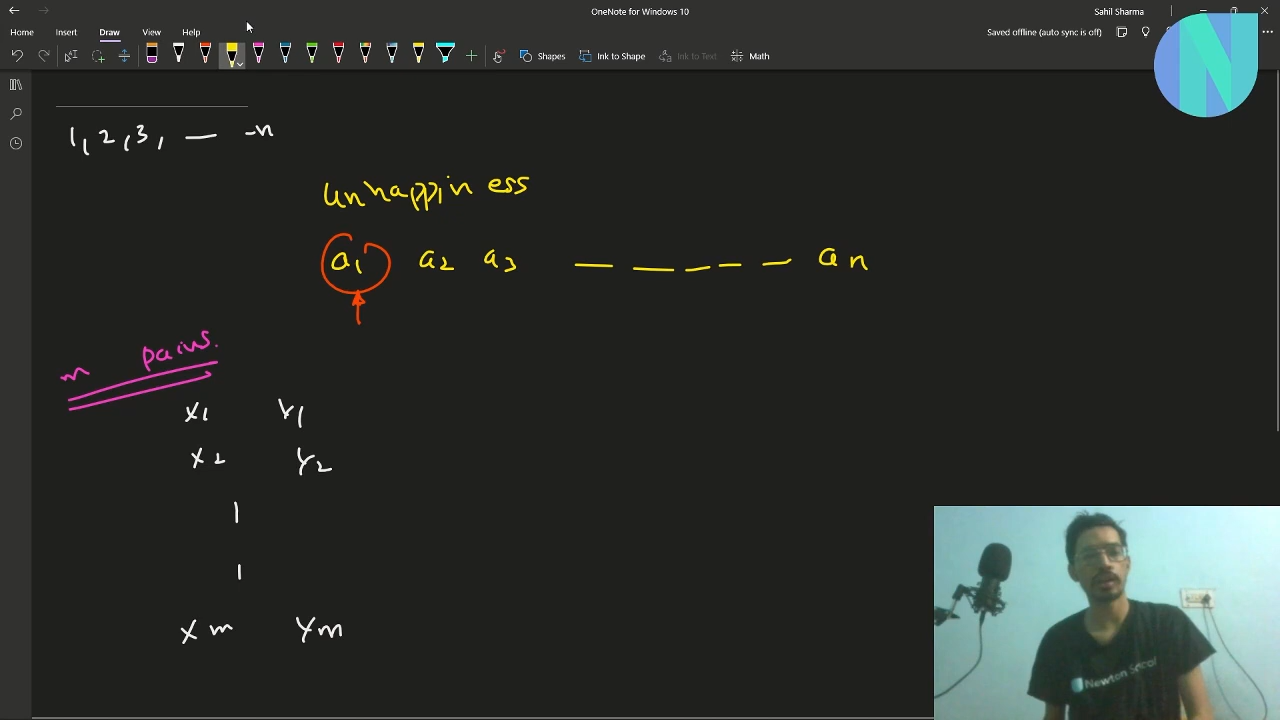 OneNote for Windows 10
Sahil Sharma
Home Insert Draw View Help
Saved offline (auto sync is off)
Shapes Ink to Shape Ink to Text Math
1, 2, 3, — -n
unhappiness
a1 a2 a3 — — — — — an
m pairs.
x1 Y1
x2 Y2
|
|
xm Ym
Newton School